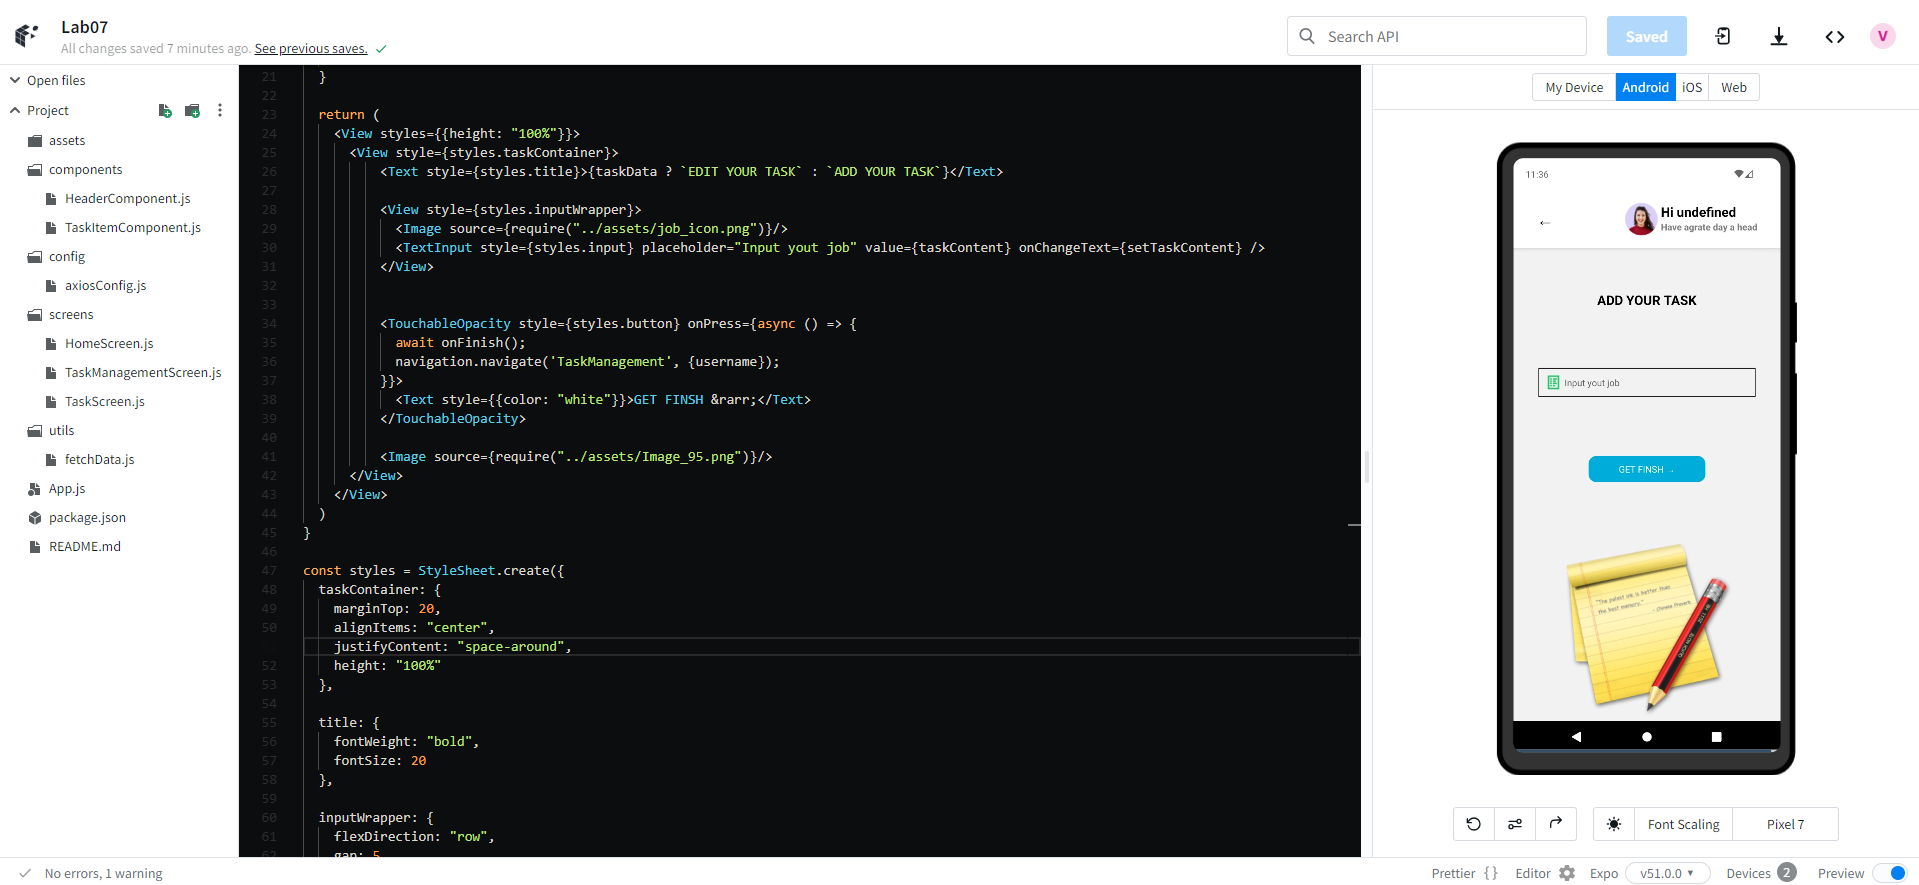 Lab07
All changes saved 7 minutes ago. See previous saves.
Search API
Saved
V
Open files
Project
assets
components
HeaderComponent.js
TaskItemComponent.js
config
axiosConfig.js
screens
HomeScreen.js
TaskManagementScreen.js
TaskScreen.js
utils
fetchData.js
App.js
package.json
README.md
21 }
22
23 return (
24 <View styles={{height: "100%"}}>
25 <View style={styles.taskContainer}>
26 <Text style={styles.title}>{taskData ? `EDIT YOUR TASK` : `ADD YOUR TASK`}</Text>
27
28 <View style={styles.inputWrapper}>
29 <Image source={require("../assets/job_icon.png")}/>
30 <TextInput style={styles.input} placeholder="Input yout job" value={taskContent} onChangeText={setTaskContent} />
31 </View>
32
33
34 <TouchableOpacity style={styles.button} onPress={async () => {
35 await onFinish();
36 navigation.navigate('TaskManagement', {username});
37 }}>
38 <Text style={{color: "white"}}>GET FINSH &rarr;</Text>
39 </TouchableOpacity>
40
41 <Image source={require("../assets/Image_95.png")}/>
42 </View>
43 </View>
44 )
45 }
46
47 const styles = StyleSheet.create({
48 taskContainer: {
49 marginTop: 20,
50 alignItems: "center",
justifyContent: "space-around",
52 height: "100%"
53 },
54
55 title: {
56 fontWeight: "bold",
57 fontSize: 20
58 },
59
60 inputWrapper: {
61 flexDirection: "row",
62 gap: 5
My Device Android iOS Web
11:36
←
Hi undefined
Have agrate day a head
ADD YOUR TASK
Input yout job
GET FINSH →
"The palest ink is better than
the best memory."
- Chinese Proverb
Font Scaling
Pixel 7
No errors, 1 warning
Prettier { }
Editor
Expo
v51.0.0
Devices 2
Preview